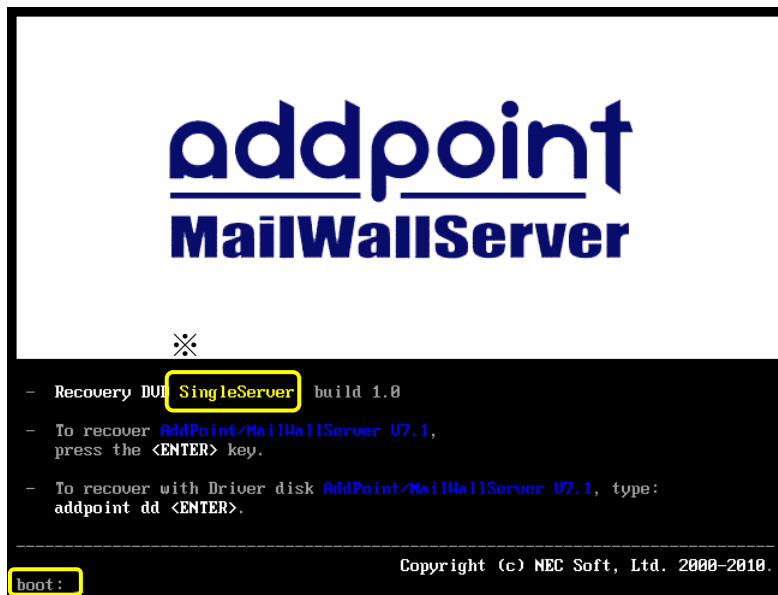 addpoint
MailWallServer
※
- Recovery DVD SingleServer build 1.0
- To recover AddPoint/MailWallServer V7.1,
press the <ENTER> key.
- To recover with Driver disk AddPoint/MailWallServer V7.1, type:
addpoint dd <ENTER>.
Copyright (c) NEC Soft, Ltd. 2000-2010.
boot: